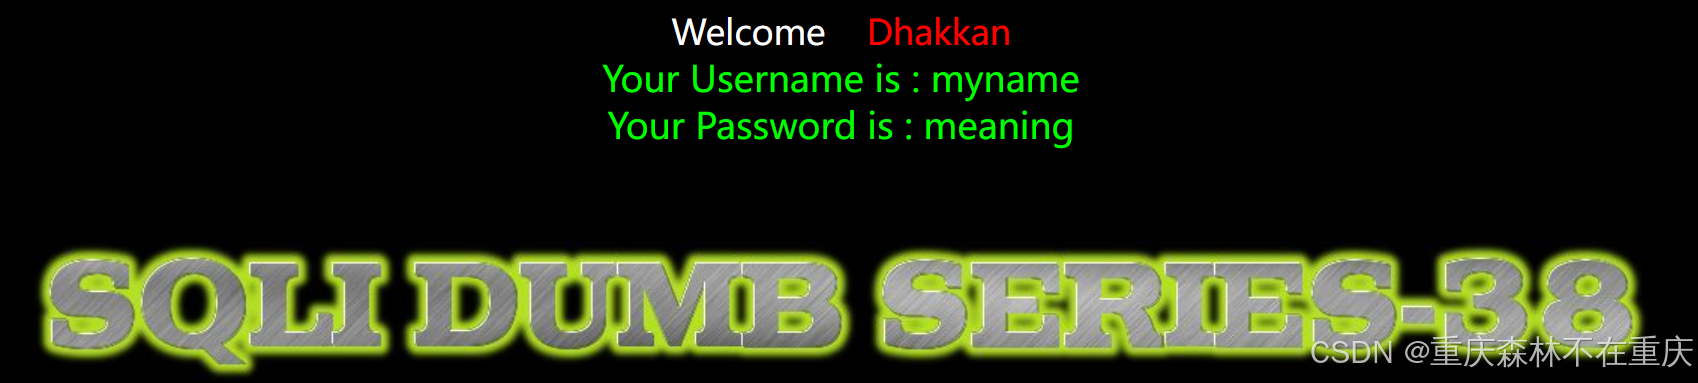 Welcome Dhakkan
Your Username is : myname
Your Password is : meaning
SQLI DUMB SERIES-38
CSDN @重庆森林不在重庆